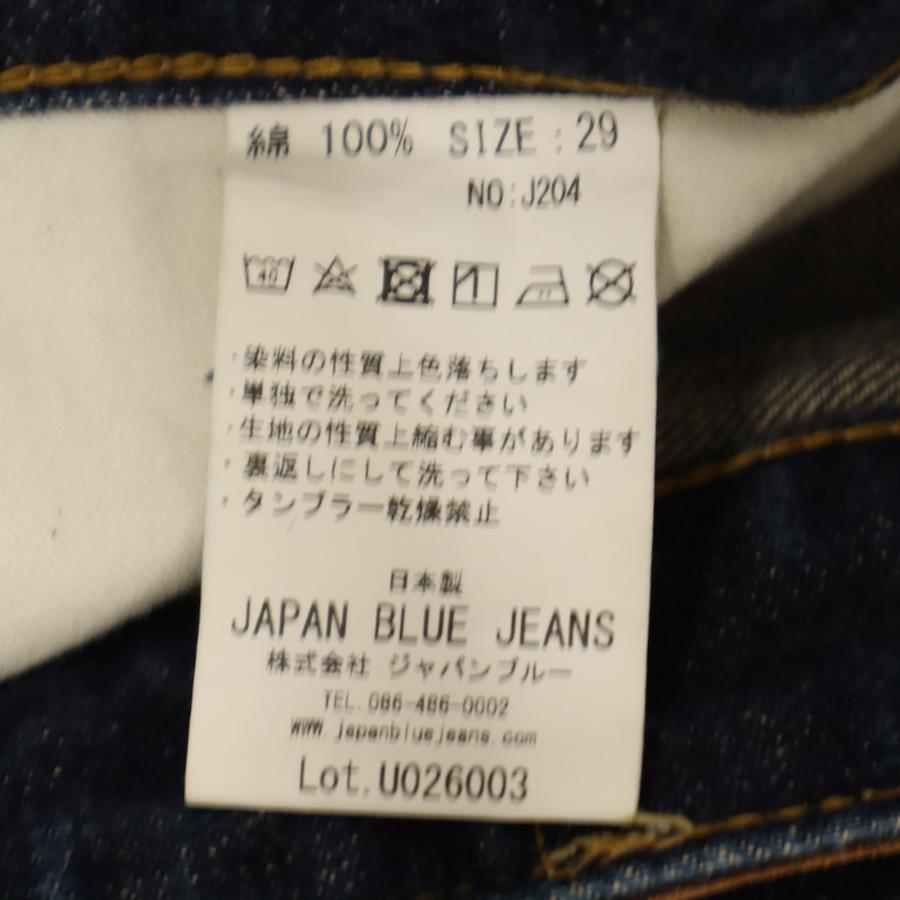 綿 100% SIZE:29
NO:J204
40
・染料の性質上色落ちします
・単独で洗ってください
・生地の性質上縮む事があります
・裏返しにして洗って下さい
・タンブラー乾燥禁止
日本製
JAPAN BLUE JEANS
株式会社 ジャパンブルー
TEL.086-486-0002
www.japanbluejeans.com
Lot.U026003